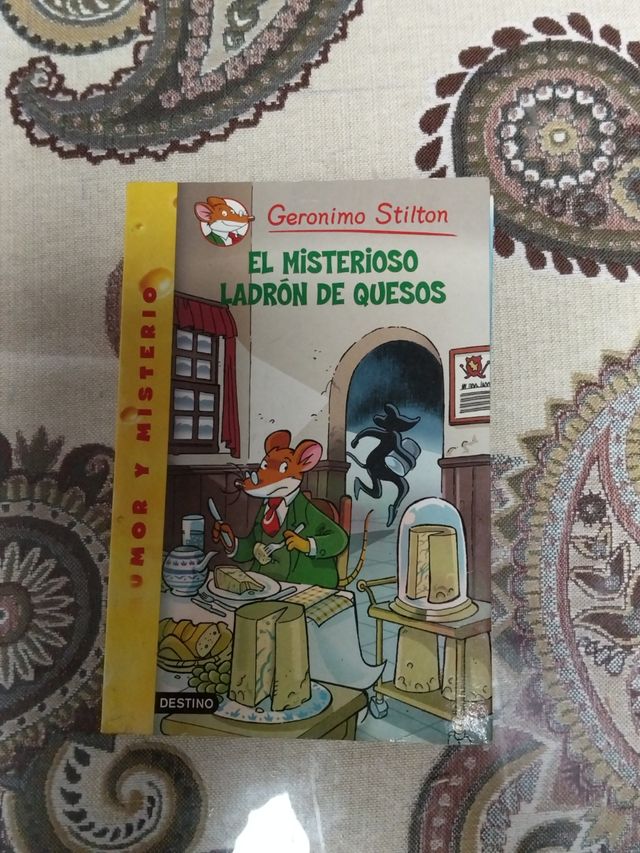 Geronimo Stilton
EL MiSTERiOSO
LADRÓN DE QUESOS
UMOR Y MISTERIO
DESTINO